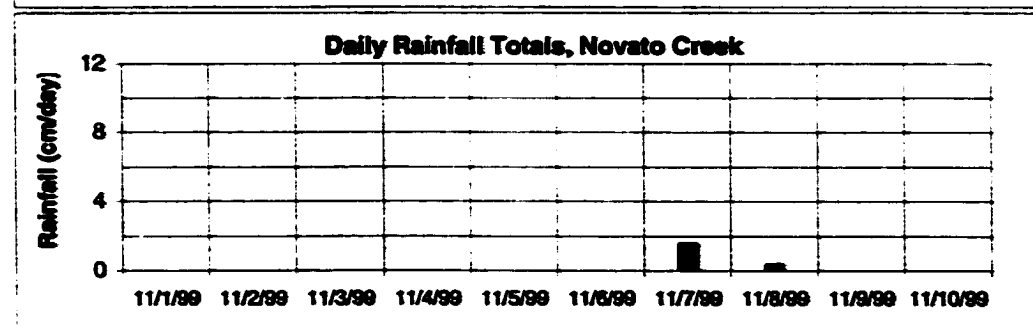 Daily Rainfall Totals, Novato Creek
12
8
4
0
Rainfall (cm/day)
11/1/99 11/2/99 11/3/99 11/4/99 11/5/99 11/6/99 11/7/99 11/8/99 11/9/99 11/10/99